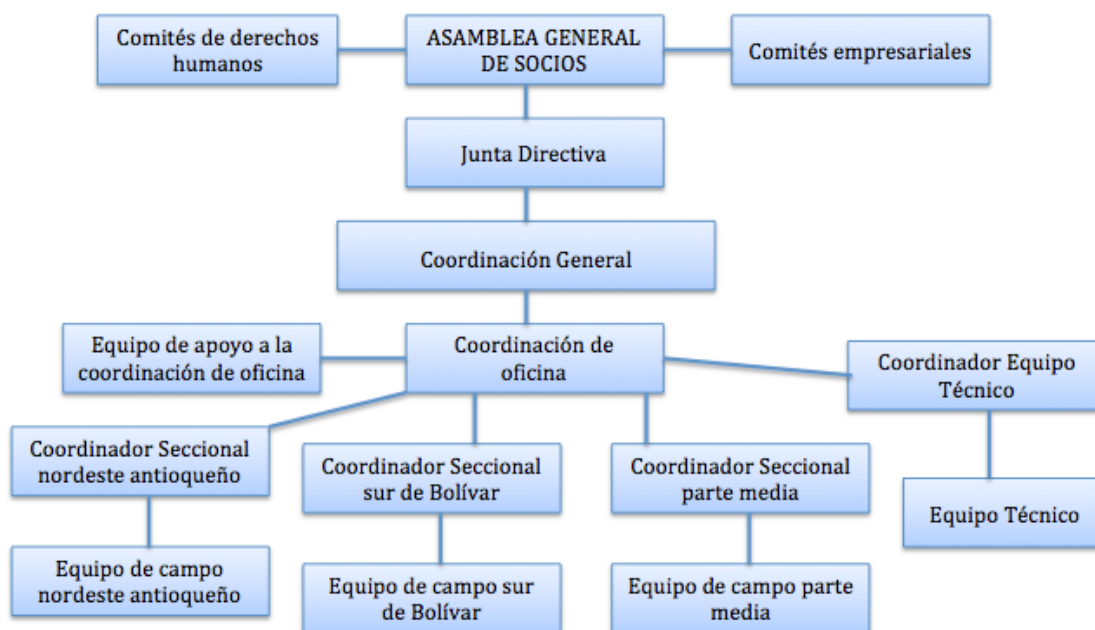 Comités de derechos
humanos
ASAMBLEA GENERAL
DE SOCIOS
Comités empresariales
Junta Directiva
Coordinación General
Equipo de apoyo a la
coordinación de oficina
Coordinación de
oficina
Coordinador Equipo
Técnico
Coordinador Seccional
nordeste antioqueño
Coordinador Seccional
sur de Bolívar
Coordinador Seccional
parte media
Equipo Técnico
Equipo de campo
nordeste antioqueño
Equipo de campo sur
de Bolívar
Equipo de campo parte
media